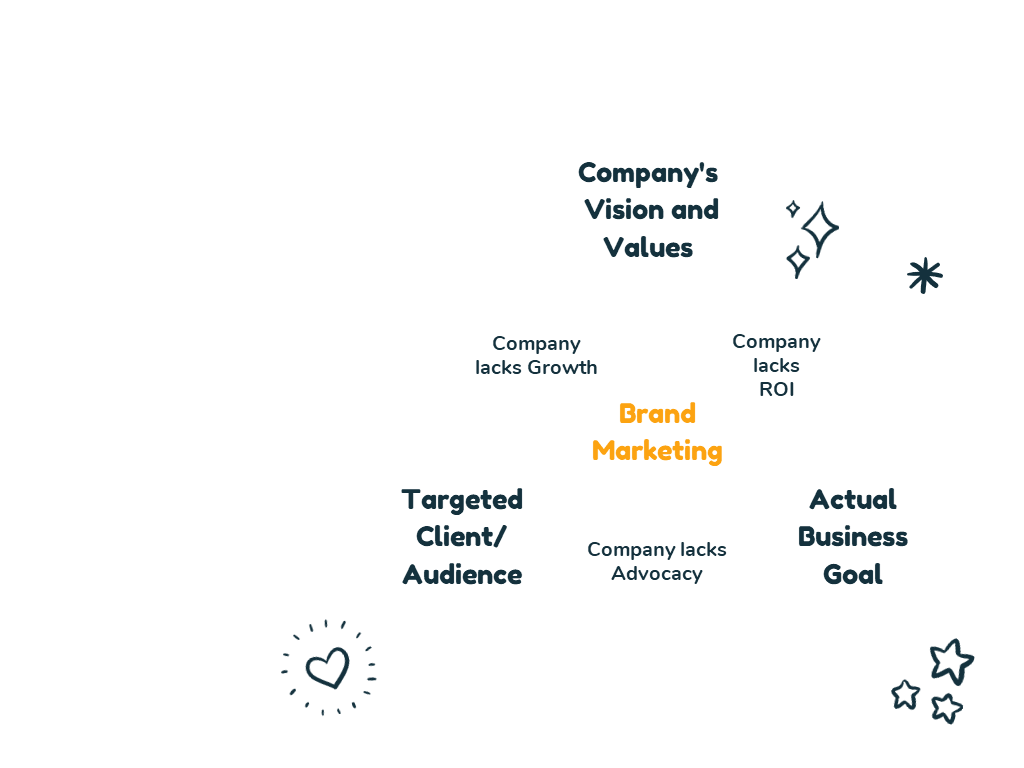 Company's
Vision and
Values
Company
lacks Growth
Company
lacks
ROI
Brand
Marketing
Targeted
Client/
Audience
Company lacks
Advocacy
Actual
Business
Goal